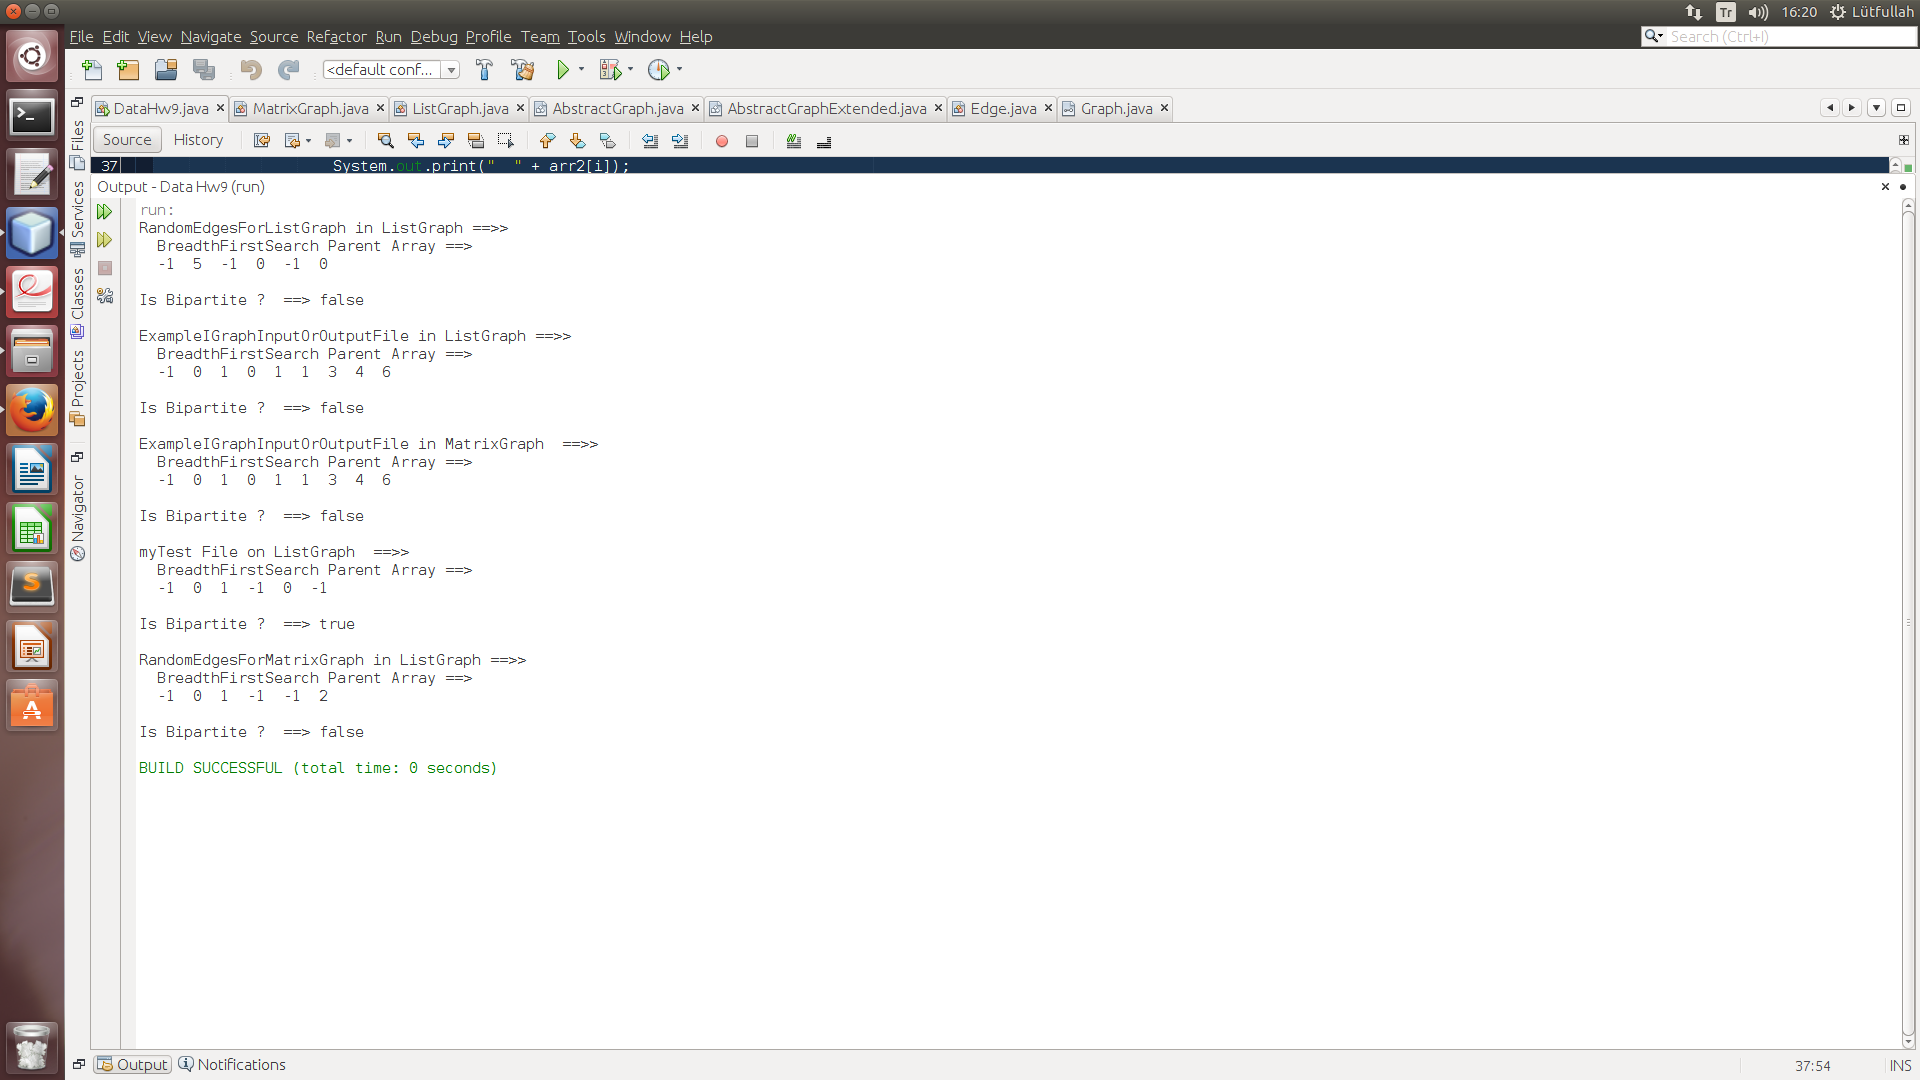 Tr 16:20 Lütfullah
File Edit View Navigate Source Refactor Run Debug Profile Team Tools Window Help
Search (Ctrl+I)
<default conf...
DataHw9.java MatrixGraph.java ListGraph.java AbstractGraph.java AbstractGraphExtended.java Edge.java Graph.java
Source History
37 System.out.print("  " + arr2[i]);
Output - Data Hw9 (run)
Files
Services
Classes
Projects
Navigator
run:
RandomEdgesForListGraph in ListGraph ==>>
BreadthFirstSearch Parent Array ==>
-1 5 -1 0 -1 0
Is Bipartite ? ==> false
ExampleIGraphInputOrOutputFile in ListGraph ==>>
BreadthFirstSearch Parent Array ==>
-1 0 1 0 1 1 3 4 6
Is Bipartite ? ==> false
ExampleIGraphInputOrOutputFile in MatrixGraph ==>>
BreadthFirstSearch Parent Array ==>
-1 0 1 0 1 1 3 4 6
Is Bipartite ? ==> false
myTest File on ListGraph ==>>
BreadthFirstSearch Parent Array ==>
-1 0 1 -1 0 -1
Is Bipartite ? ==> true
RandomEdgesForMatrixGraph in ListGraph ==>>
BreadthFirstSearch Parent Array ==>
-1 0 1 -1 -1 2
Is Bipartite ? ==> false
BUILD SUCCESSFUL (total time: 0 seconds)
Output Notifications
37:54 INS